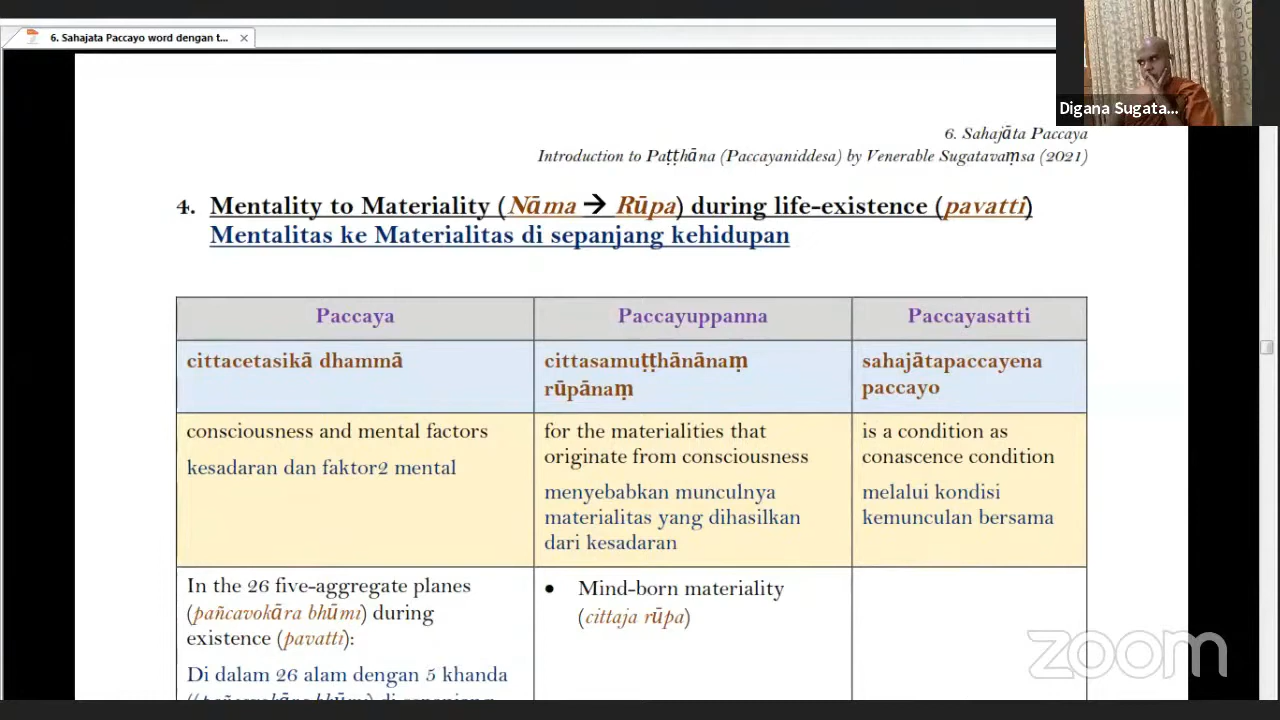 6. Sahajata Paccayo word dengan t...
Digana Sugata...
6. Sahajāta Paccaya
Introduction to Paṭṭhāna (Paccayaniddesa) by Venerable Sugatavaṃsa (2021)
4. Mentality to Materiality (Nāma → Rūpa) during life-existence (pavatti)
Mentalitas ke Materialitas di sepanjang kehidupan
Paccaya
Paccayuppanna
Paccayasatti
cittacetasikā dhammā
cittasamuṭṭhānānaṃ
rūpānaṃ
sahajātapaccayena
paccayo
consciousness and mental factors
kesadaran dan faktor2 mental
for the materialities that
originate from consciousness
menyebabkan munculnya
materialitas yang dihasilkan
dari kesadaran
is a condition as
conascence condition
melalui kondisi
kemunculan bersama
In the 26 five-aggregate planes
(pañcavokāra bhūmi) during
existence (pavatti):
Di dalam 26 alam dengan 5 khanda
• Mind-born materiality
(cittaja rūpa)
zoom